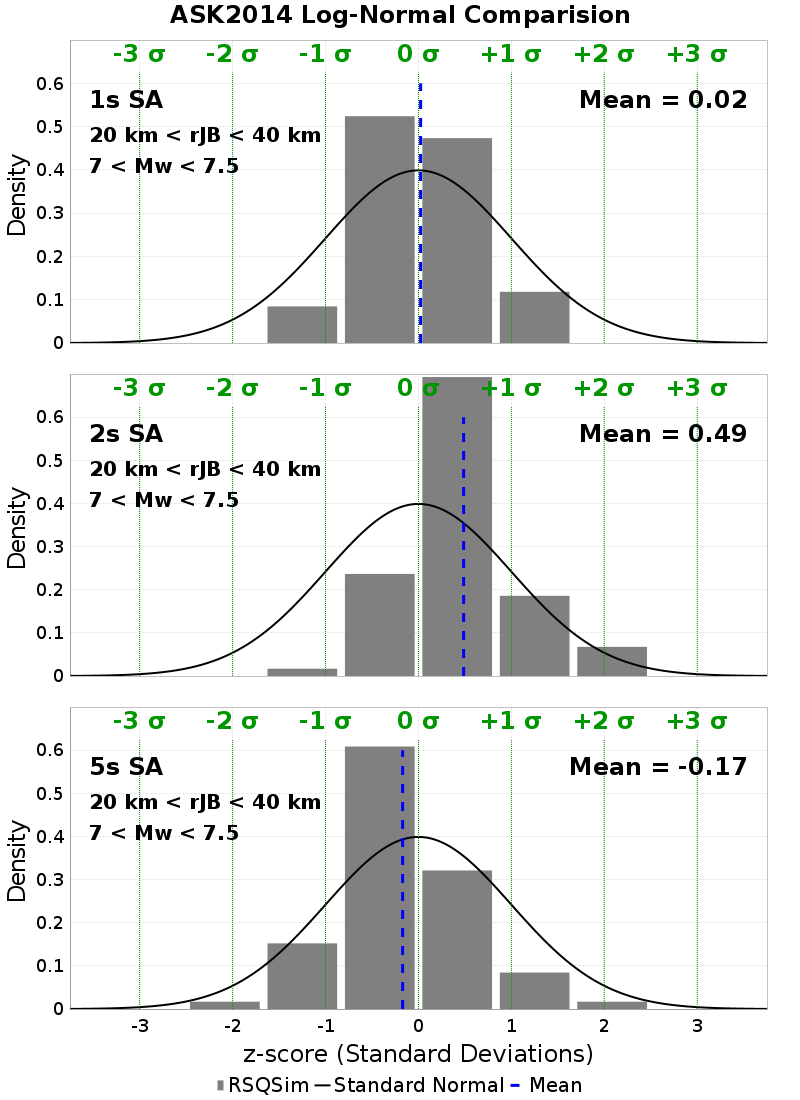 ASK2014 Log-Normal Comparision
-3 σ -2 σ -1 σ 0 σ +1 σ +2 σ +3 σ
0.6
1s SA Mean = 0.02
0.5
20 km < rJB < 40 km
7 < Mw < 7.5
0.4
0.3
0.2
0.1
0
Density
-3 σ -2 σ -1 σ 0 σ +1 σ +2 σ +3 σ
0.6
2s SA Mean = 0.49
0.5
20 km < rJB < 40 km
7 < Mw < 7.5
0.4
0.3
0.2
0.1
0
Density
-3 σ -2 σ -1 σ 0 σ +1 σ +2 σ +3 σ
0.6
5s SA Mean = -0.17
0.5
20 km < rJB < 40 km
7 < Mw < 7.5
0.4
0.3
0.2
0.1
0
Density
-3 -2 -1 0 1 2 3
z-score (Standard Deviations)
RSQSim Standard Normal Mean